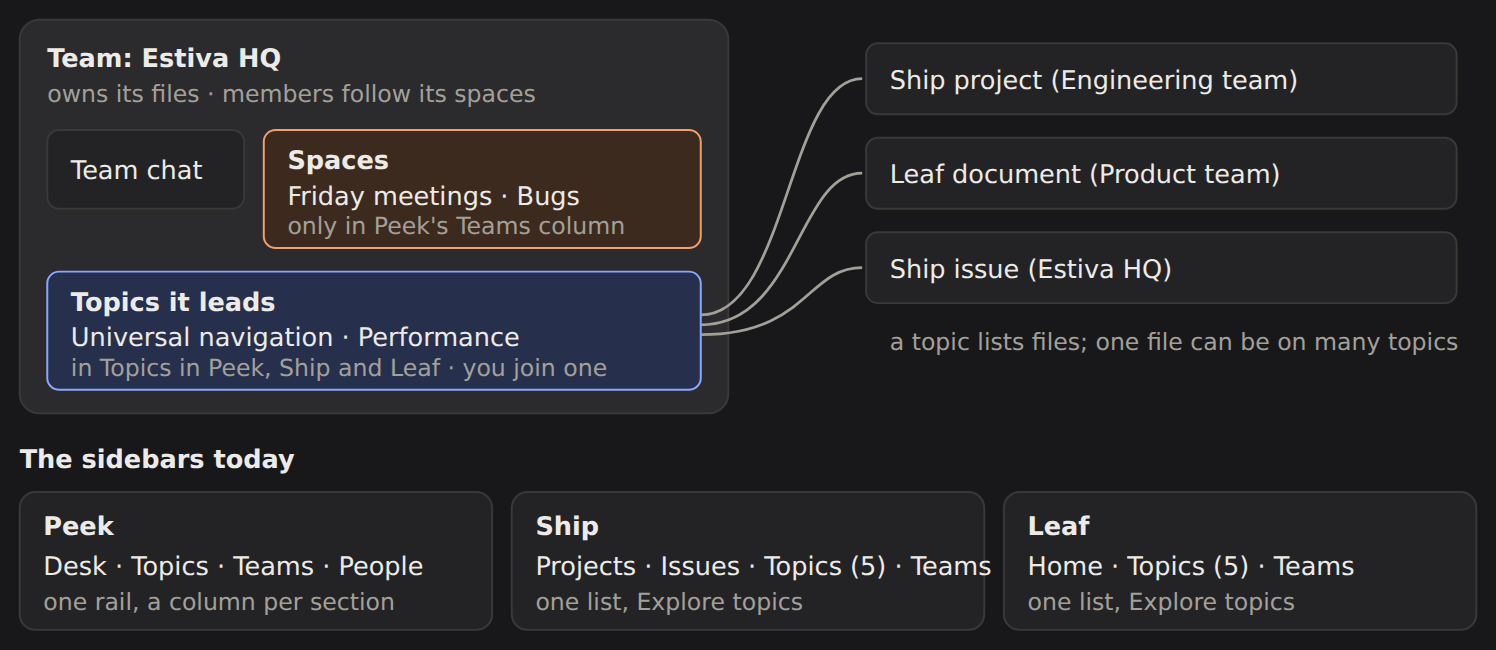 Team: Estiva HQ
owns its files · members follow its spaces
Team chat
Spaces
Friday meetings · Bugs
only in Peek's Teams column
Topics it leads
Universal navigation · Performance
in Topics in Peek, Ship and Leaf · you join one
Ship project (Engineering team)
Leaf document (Product team)
Ship issue (Estiva HQ)
a topic lists files; one file can be on many topics
The sidebars today
Peek
Desk · Topics · Teams · People
one rail, a column per section
Ship
Projects · Issues · Topics (5) · Teams
one list, Explore topics
Leaf
Home · Topics (5) · Teams
one list, Explore topics